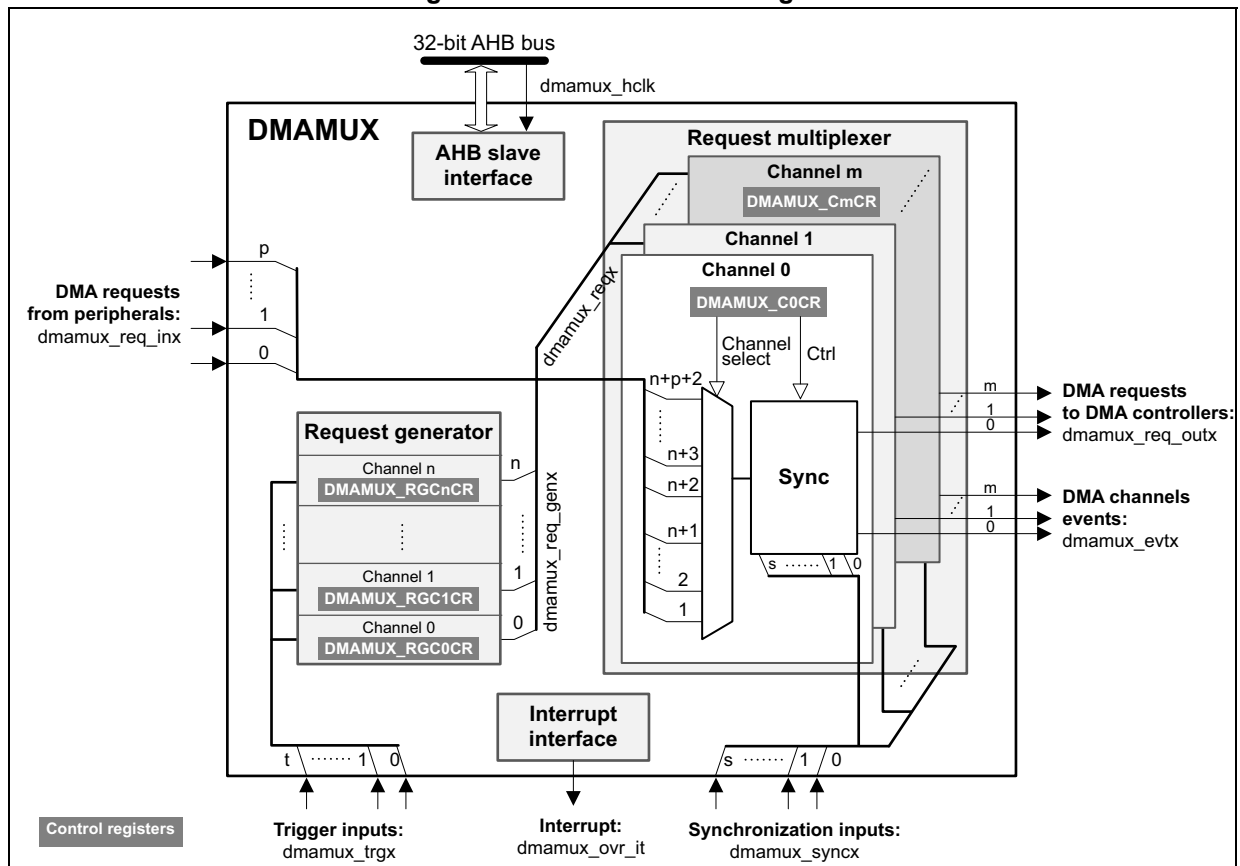 32-bit AHB bus
dmamux_hclk
DMAMUX
AHB slave
interface
Request multiplexer
Channel m
DMAMUX_CmCR
Channel 1
Channel 0
DMAMUX_C0CR
Channel
select
Ctrl
p
1
0
DMA requests
from peripherals:
dmamux_req_inx
dmamux_reqx
n+p+2
n+3
n+2
n+1
2
1
Sync
s ...... 1 0
m
1
0
DMA requests
to DMA controllers:
dmamux_req_outx
m
1
0
DMA channels
events:
dmamux_evtx
Request generator
Channel n
DMAMUX_RGCnCR
Channel 1
DMAMUX_RGC1CR
Channel 0
DMAMUX_RGC0CR
n
1
0
dmamux_req_genx
Interrupt
interface
t ...... 1 0
s ...... 1 0
Control registers
Trigger inputs:
dmamux_trgx
Interrupt:
dmamux_ovr_it
Synchronization inputs:
dmamux_syncx